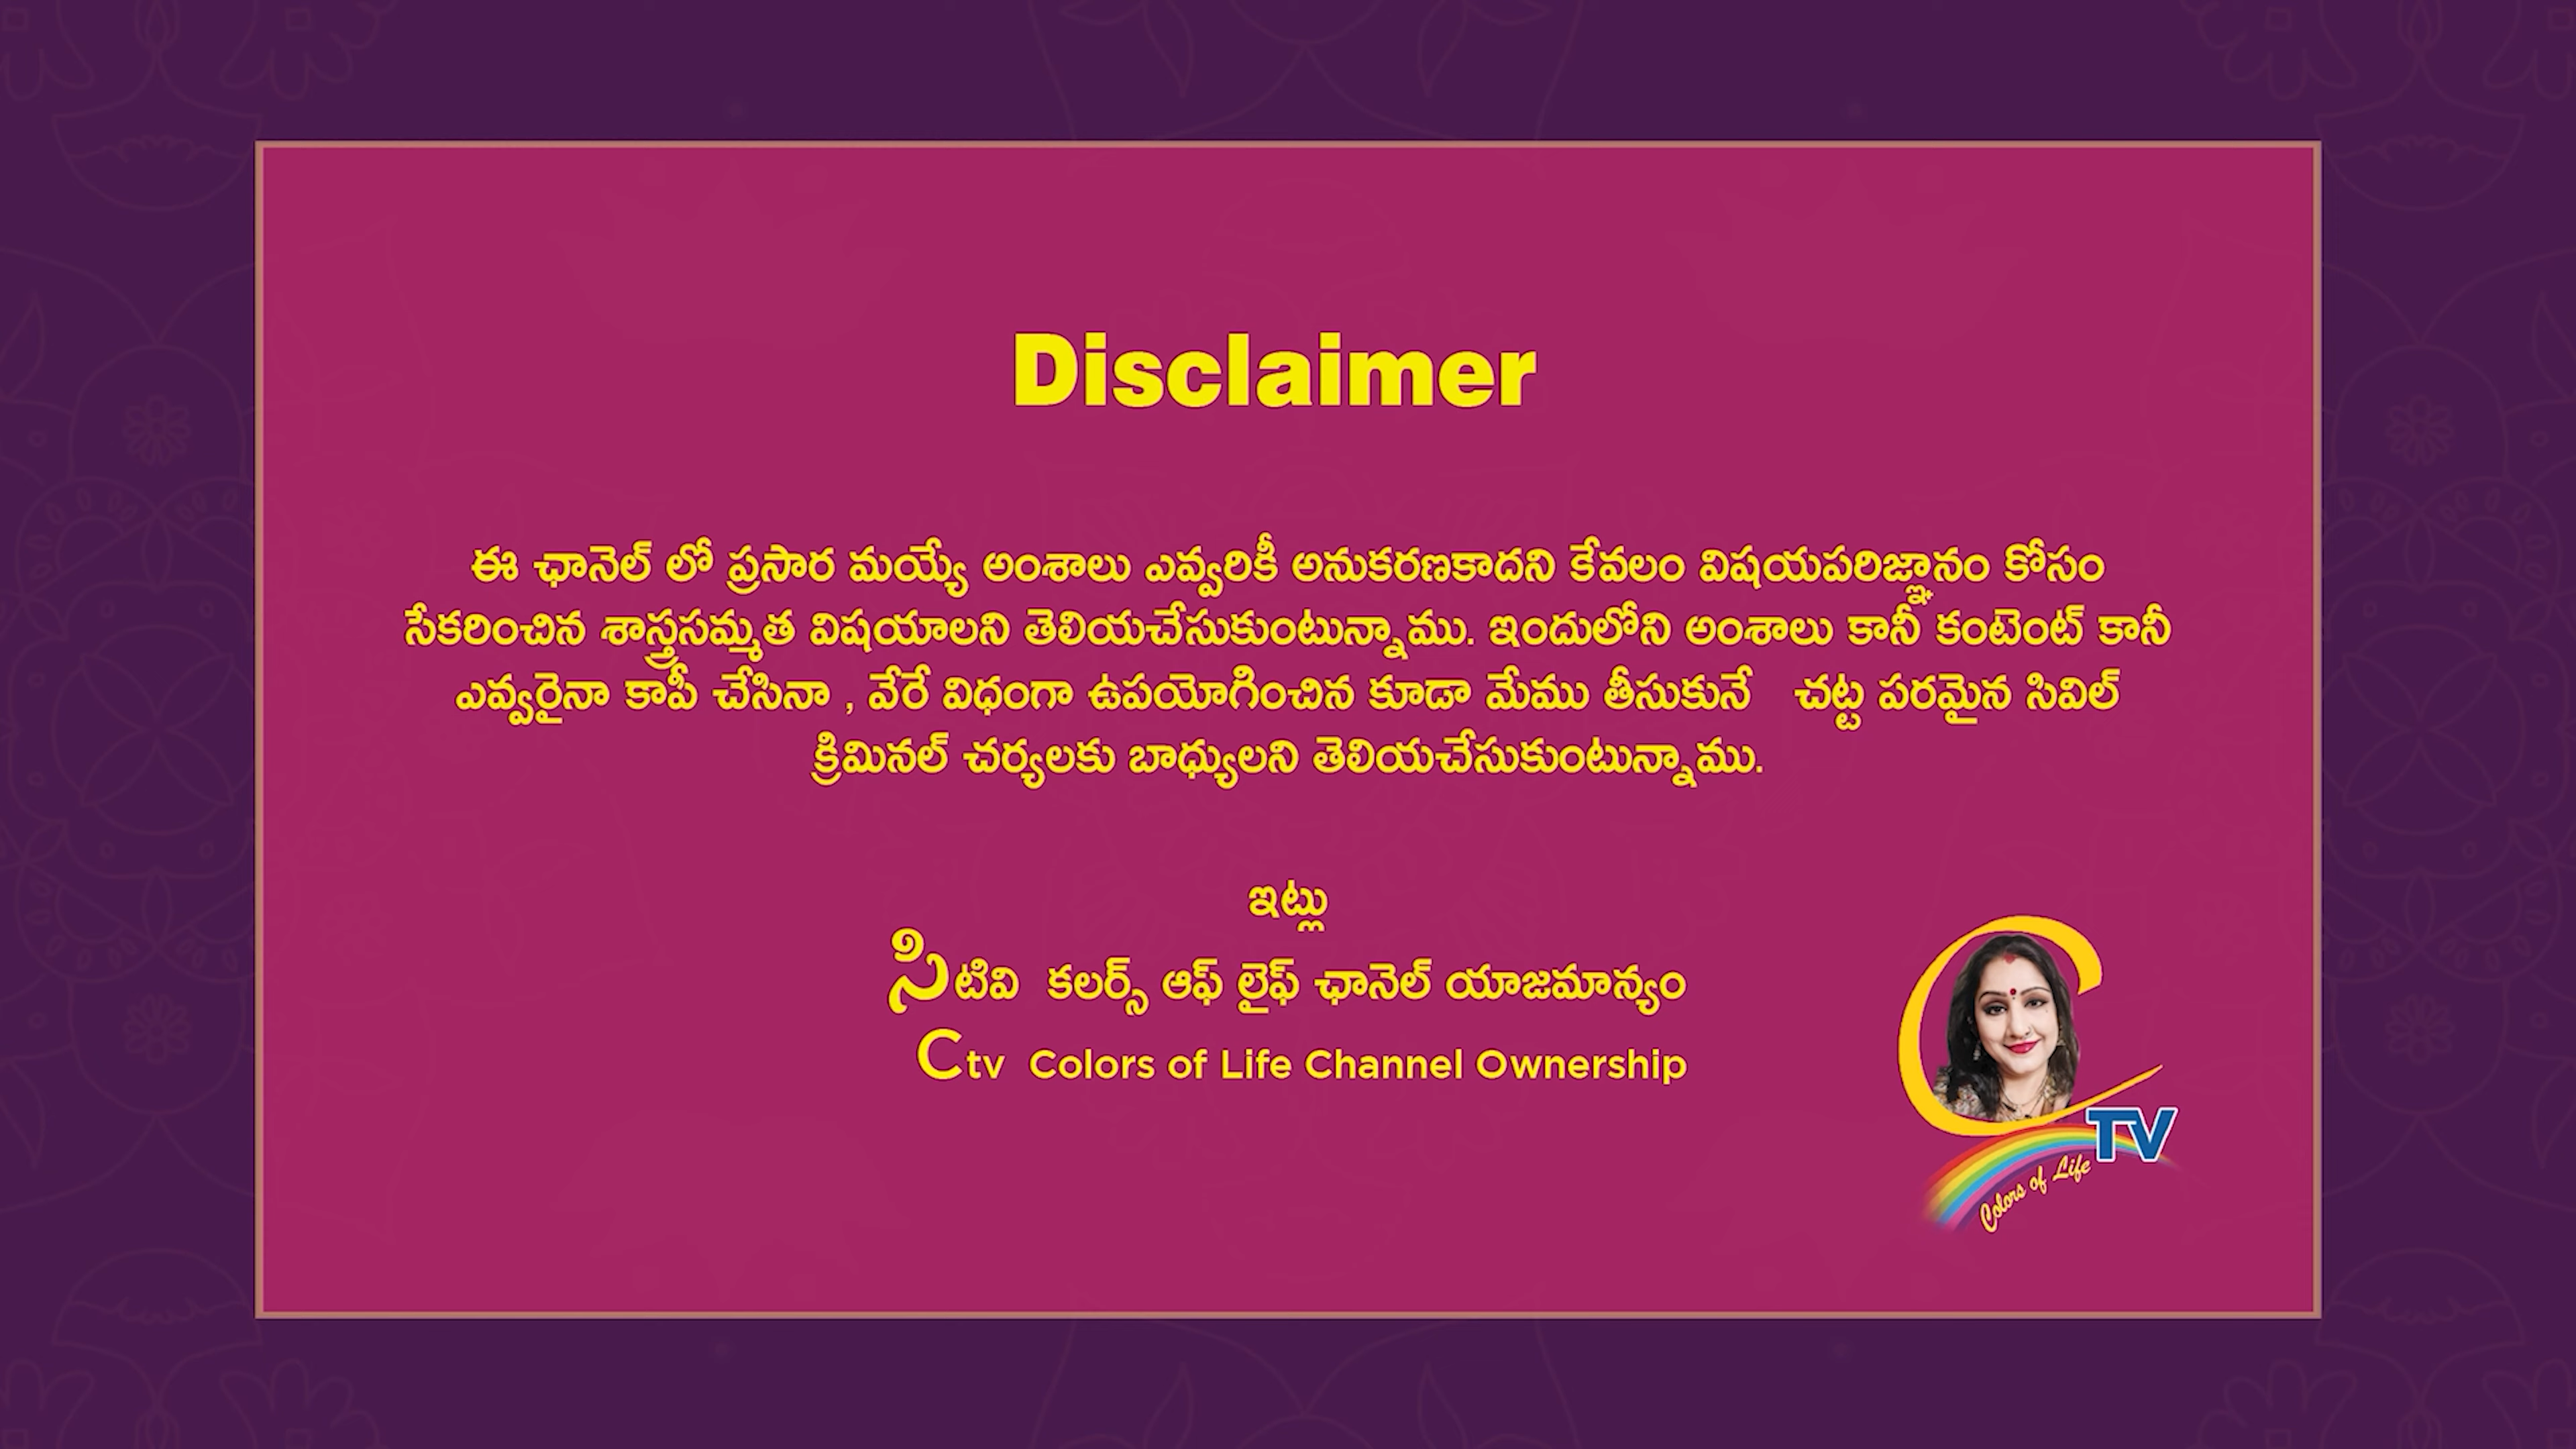 Disclaimer
ఈ ఛానెల్ లో ప్రసార మయ్యే అంశాలు ఎవ్వరికీ అనుకరణకాదని కేవలం విషయపరిజ్ఞానం కోసం
సేకరించిన శాస్త్రసమ్మత విషయాలని తెలియచేసుకుంటున్నాము. ఇందులోని అంశాలు కానీ కంటెంట్ కానీ
ఎవ్వరైనా కాపీ చేసినా , వేరే విధంగా ఉపయోగించిన కూడా మేము తీసుకునే చట్ట పరమైన సివిల్
క్రిమినల్ చర్యలకు బాధ్యులని తెలియచేసుకుంటున్నాము.
ఇట్లు
సిటివి కలర్స్ ఆఫ్ లైఫ్ ఛానెల్ యాజమాన్యం
Ctv Colors of Life Channel Ownership
C TV
Colors of Life